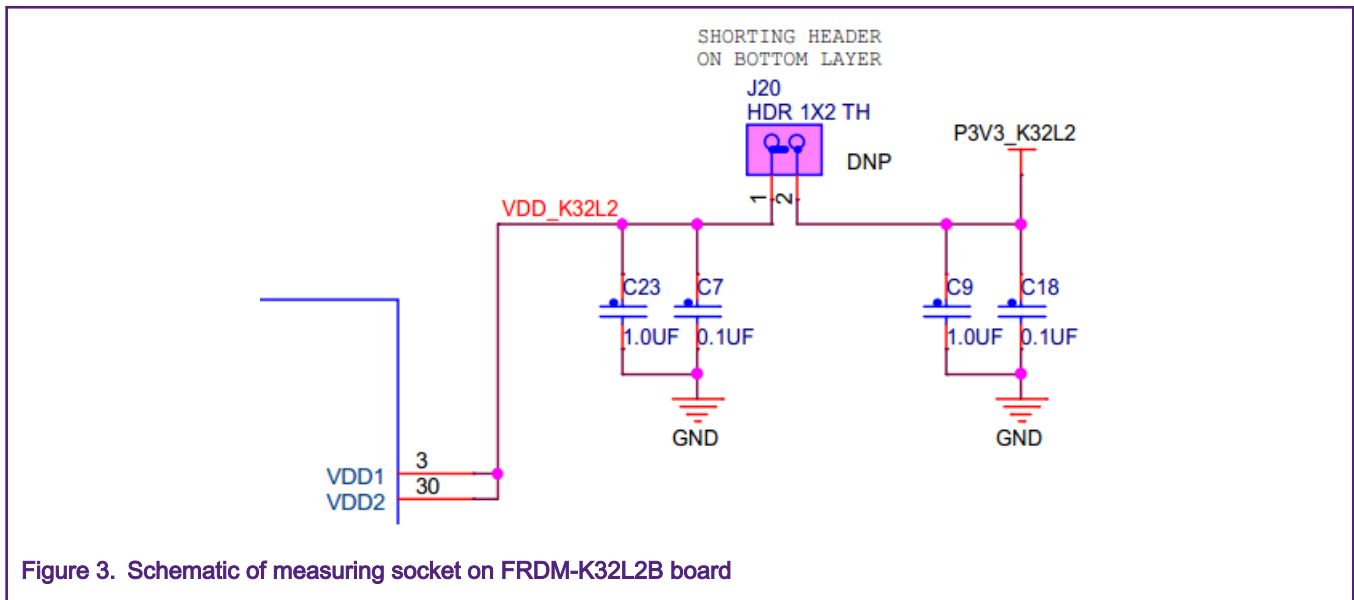 SHORTING HEADER
ON BOTTOM LAYER
J20
HDR 1X2 TH
DNP
P3V3_K32L2
1
2
VDD_K32L2
C23
C7
C9
C18
1.0UF
0.1UF
1.0UF
0.1UF
GND
GND
VDD1
3
VDD2
30
Figure 3. Schematic of measuring socket on FRDM-K32L2B board